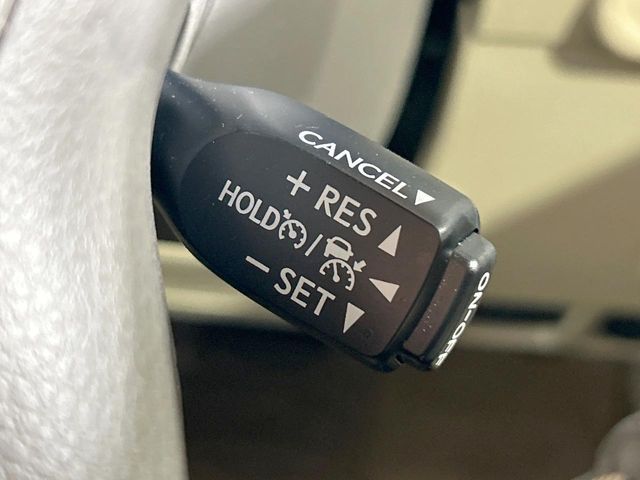 CANCEL
+ RES
HOLD /
- SET
ON-OFF